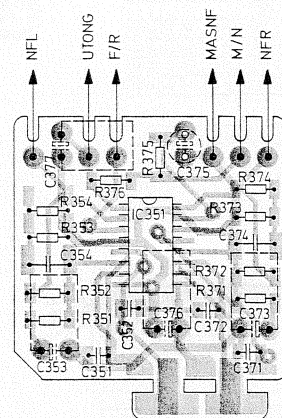 NFL
UTONG
F/R
MASNF
M/N
NFR
C377
R375
C375
R376
R374
R354
IC351
R373
R353
C374
C354
R372
R352
R371
R351
C352
C376
C372
C373
C353
C351
C371